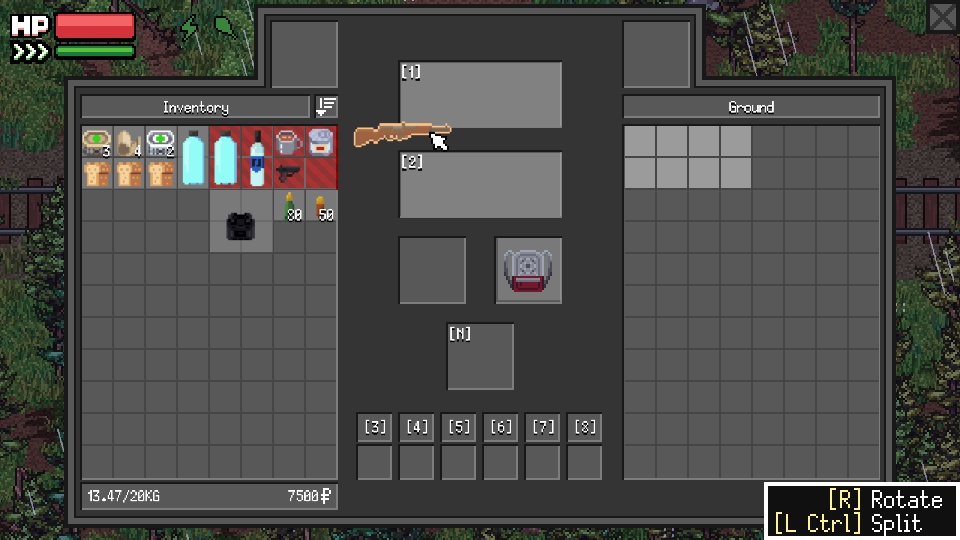 HP
[1]
Inventory
Ground
3
4
2
[2]
80
50
[N]
[3]
[4]
[5]
[6]
[7]
[8]
13.47/20KG
7500₽
[R] Rotate
[L Ctrl] Split